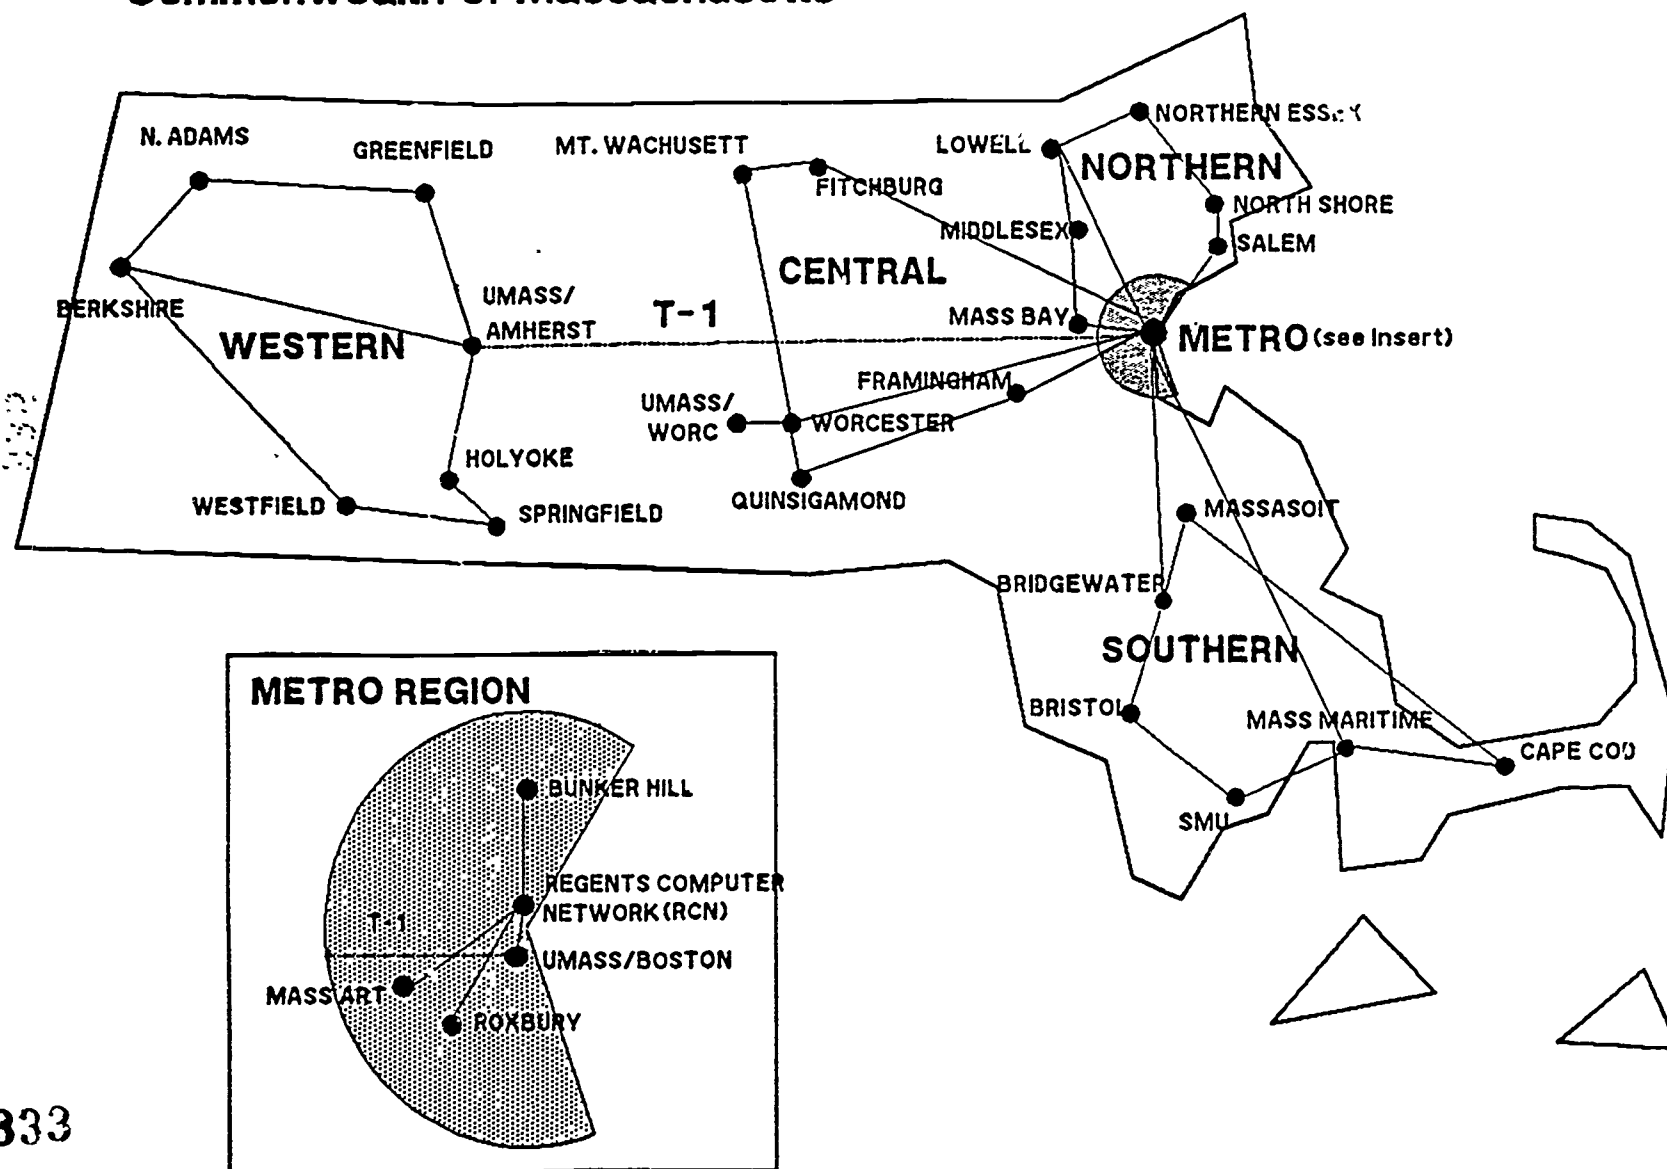 N. ADAMS
GREENFIELD
MT. WACHUSETT
LOWELL
NORTHERN
NORTHERN
FITCHBURG
NORTH SHORE
MIDDLESEX
SALEM
CENTRAL
BERKSHIRE
UMASS/
AMHERST
T-1
MASS BAY
WESTERN
METRO (see Insert)
FRAMINGHAM
UMASS/
WORC
WORCESTER
HOLYOKE
WESTFIELD
SPRINGFIELD
QUINSIGAMOND
MASSASOIT
BRIDGEWATER
SOUTHERN
BRISTOL
MASS MARITIME
CAPE COD
SMU
METRO REGION
BUNKER HILL
REGENTS COMPUTER
NETWORK (RCN)
T-1
UMASS/BOSTON
MASS ART
ROXBURY
333